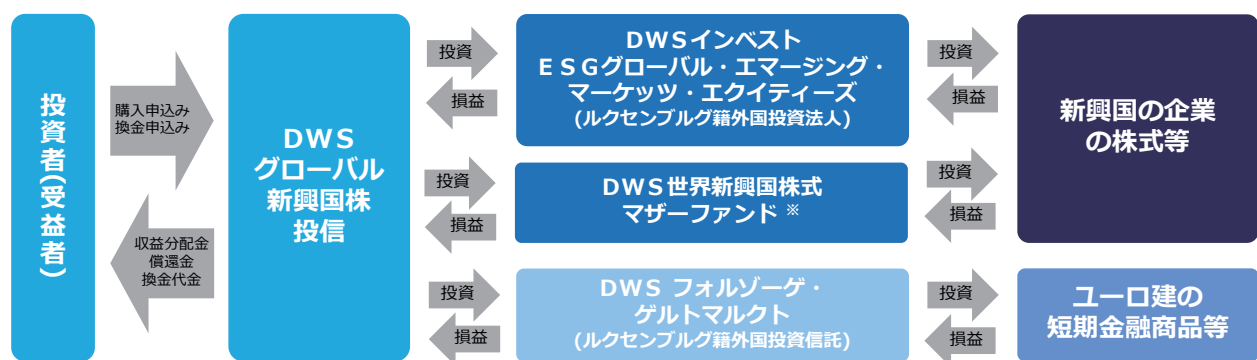 投資者(受益者)
購入申込み
換金申込み
収益分配金
償還金
換金代金
DWS
グローバル
新興国株
投信
投資
損益
DWSインベスト
ESGグローバル・エマージング・
マーケッツ・エクイティーズ
(ルクセンブルグ籍外国投資法人)
投資
損益
新興国の企業
の株式等
投資
損益
DWS世界新興国株式
マザーファンド ※
投資
損益
投資
損益
DWS フォルゾーゲ・
ゲルトマルクト
(ルクセンブルグ籍外国投資信託)
投資
損益
ユーロ建の
短期金融商品等